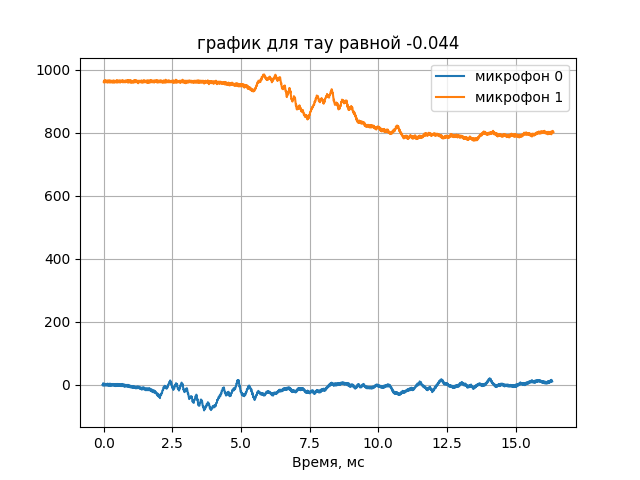 график для тау равной -0.044
микрофон 0
микрофон 1
1000
800
600
400
200
0
0.0 2.5 5.0 7.5 10.0 12.5 15.0
Время, мс